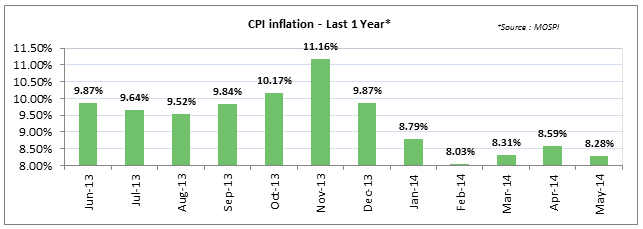 CPI inflation - Last 1 Year*
*Source : MOSPI
11.50%
11.00%
10.50%
10.00%
9.50%
9.00%
8.50%
8.00%
9.87%
9.64%
9.52%
9.84%
10.17%
11.16%
9.87%
8.79%
8.03%
8.31%
8.59%
8.28%
Jun-13
Jul-13
Aug-13
Sep-13
Oct-13
Nov-13
Dec-13
Jan-14
Feb-14
Mar-14
Apr-14
May-14